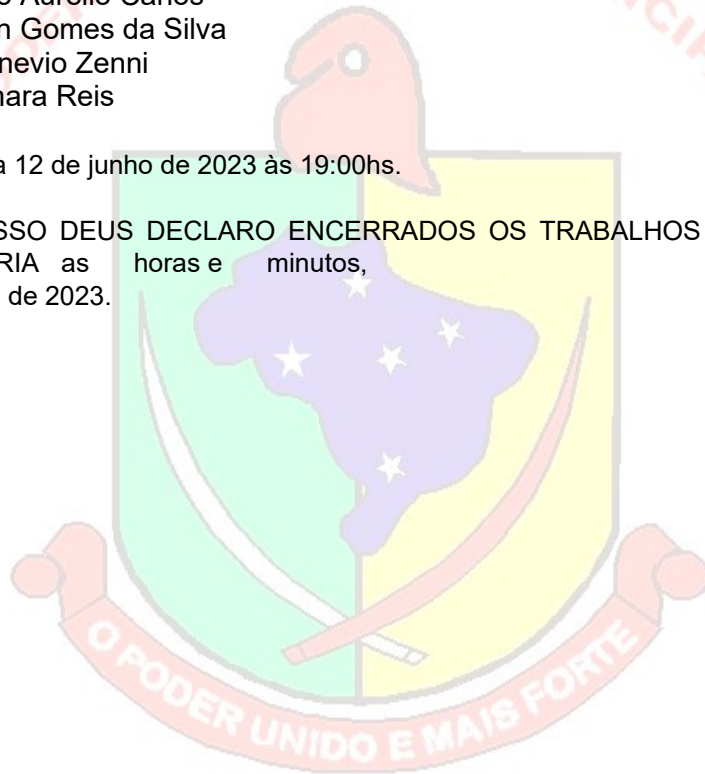 o Aurélio Carlos
n Gomes da Silva
nevio Zenni
mara Reis
a 12 de junho de 2023 às 19:00hs.
SSO DEUS DECLARO ENCERRADOS OS TRABALHOS
RIA as horas e minutos,
de 2023.
O PODER UNIDO E MAIS FORTE